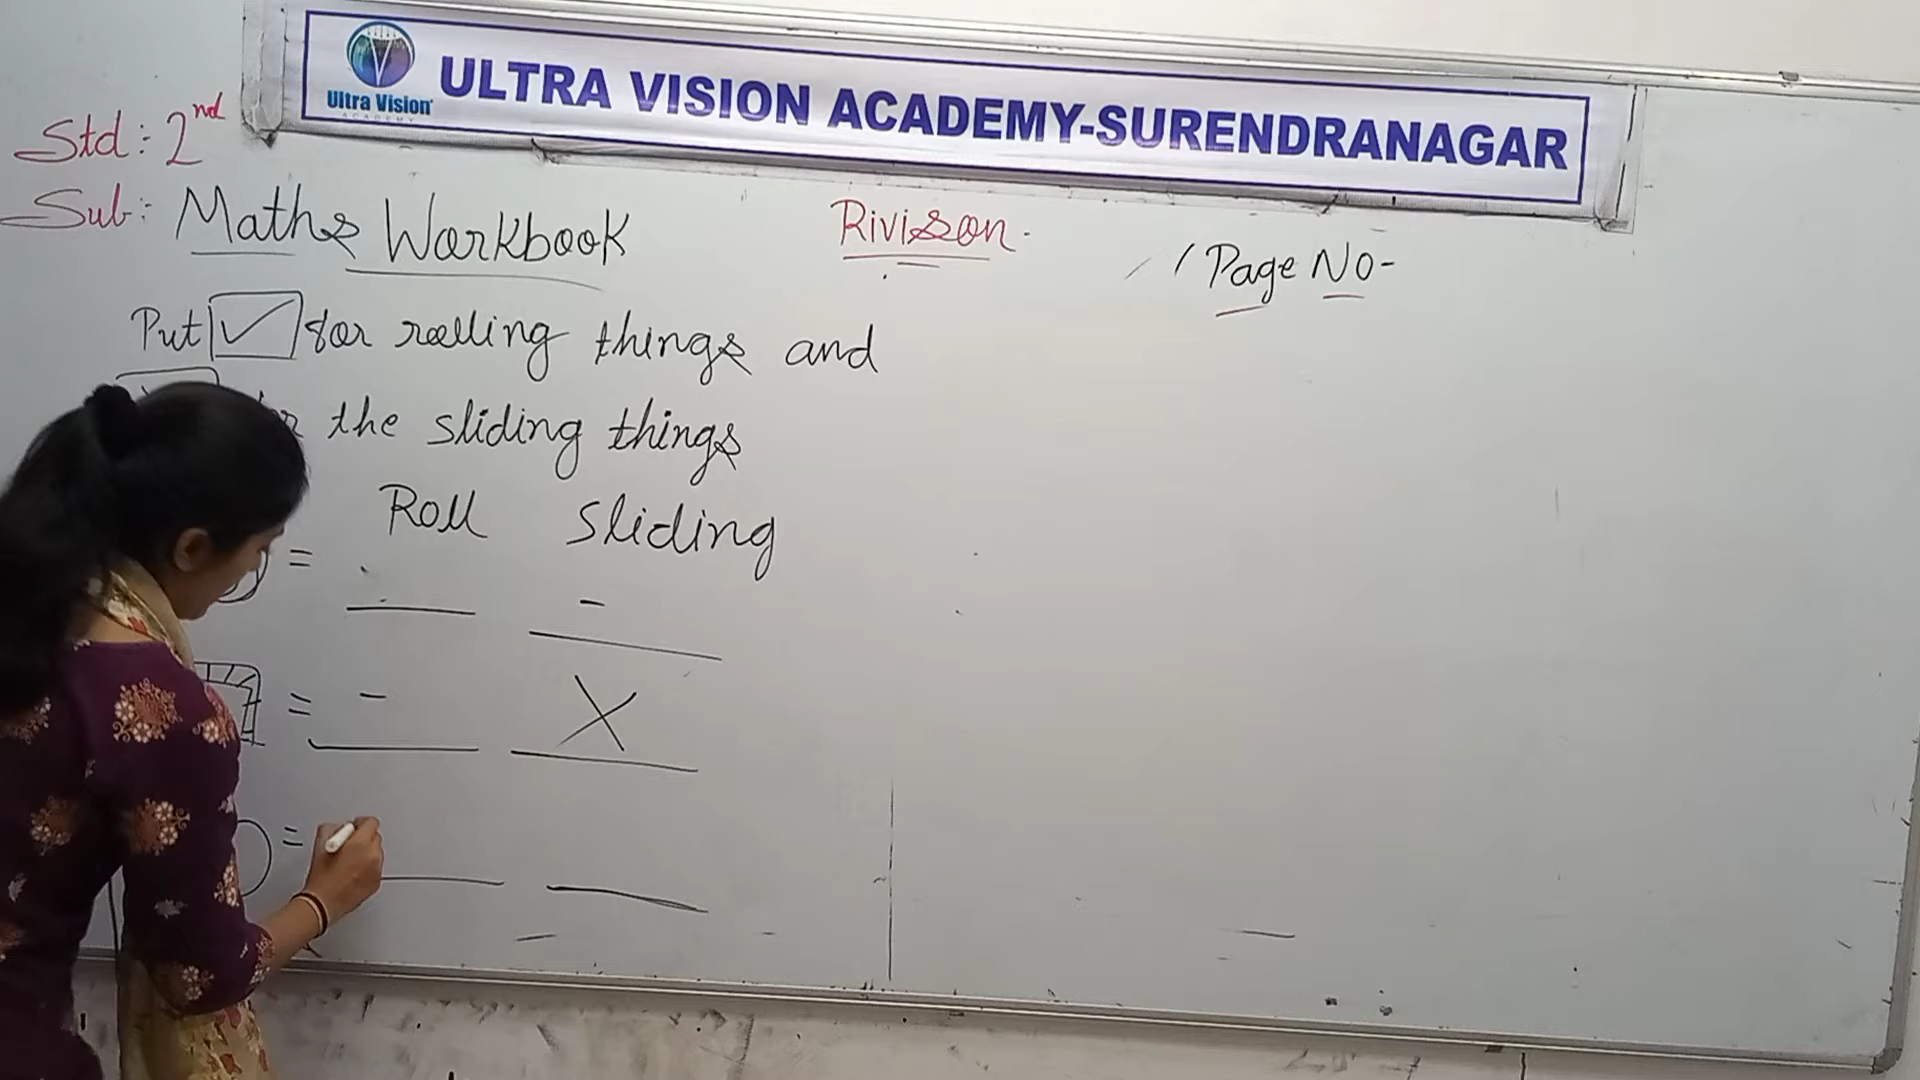 Ultra Vision
ACADEMY
ULTRA VISION ACADEMY-SURENDRANAGAR
Std: 2nd
Sub: Maths Workbook
Rivison.
Page No-
Put ✓ for rolling things and
the sliding things
Roll Sliding
= -
= - X
=